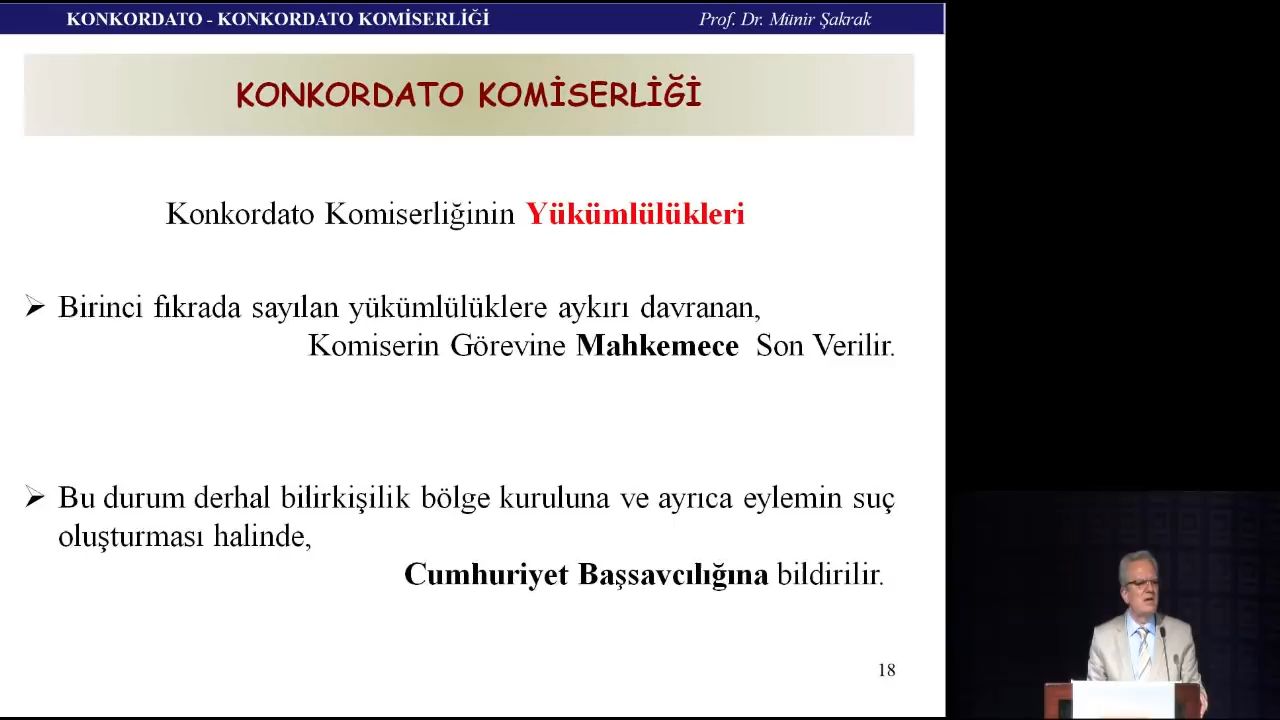 KONKORDATO - KONKORDATO KOMİSERLİĞİ Prof. Dr. Münir Şakrak
KONKORDATO KOMİSERLİĞİ
Konkordato Komiserliğinin Yükümlülükleri
Birinci fıkrada sayılan yükümlülüklere aykırı davranan,
Komiserin Görevine Mahkemece Son Verilir.
Bu durum derhal bilirkişilik bölge kuruluna ve ayrıca eylemin suç
oluşturması halinde,
Cumhuriyet Başsavcılığına bildirilir.
18